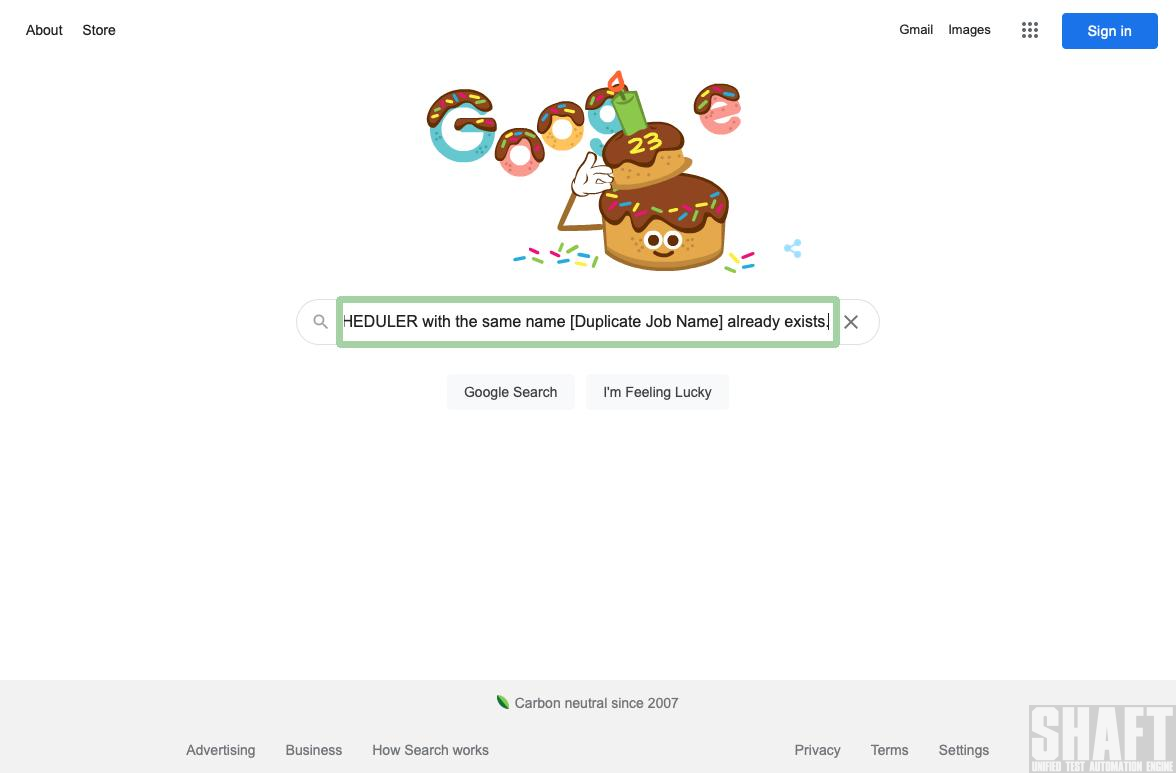 About Store
Gmail Images Sign in
23
HEDULER with the same name [Duplicate Job Name] already exists.
Google Search I'm Feeling Lucky
Carbon neutral since 2007
Advertising Business How Search works Privacy Terms Settings
SHAFT
UNIFIED TEST AUTOMATION ENGINE